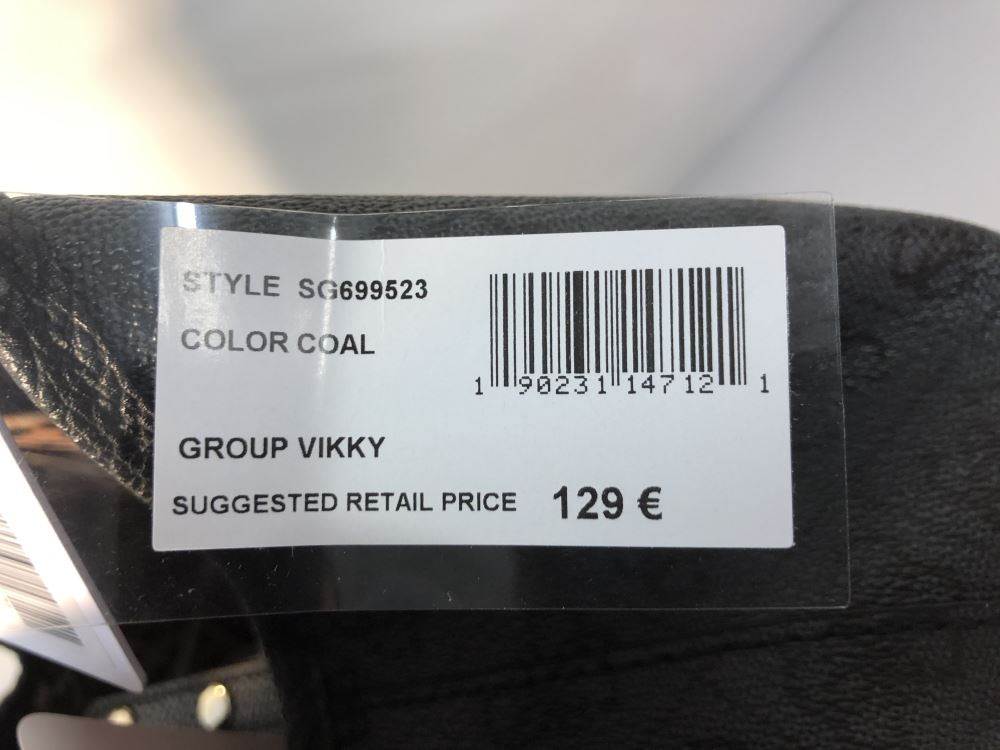 STYLE SG699523
COLOR COAL
1 90231 14712 1
GROUP VIKKY
SUGGESTED RETAIL PRICE 129 €